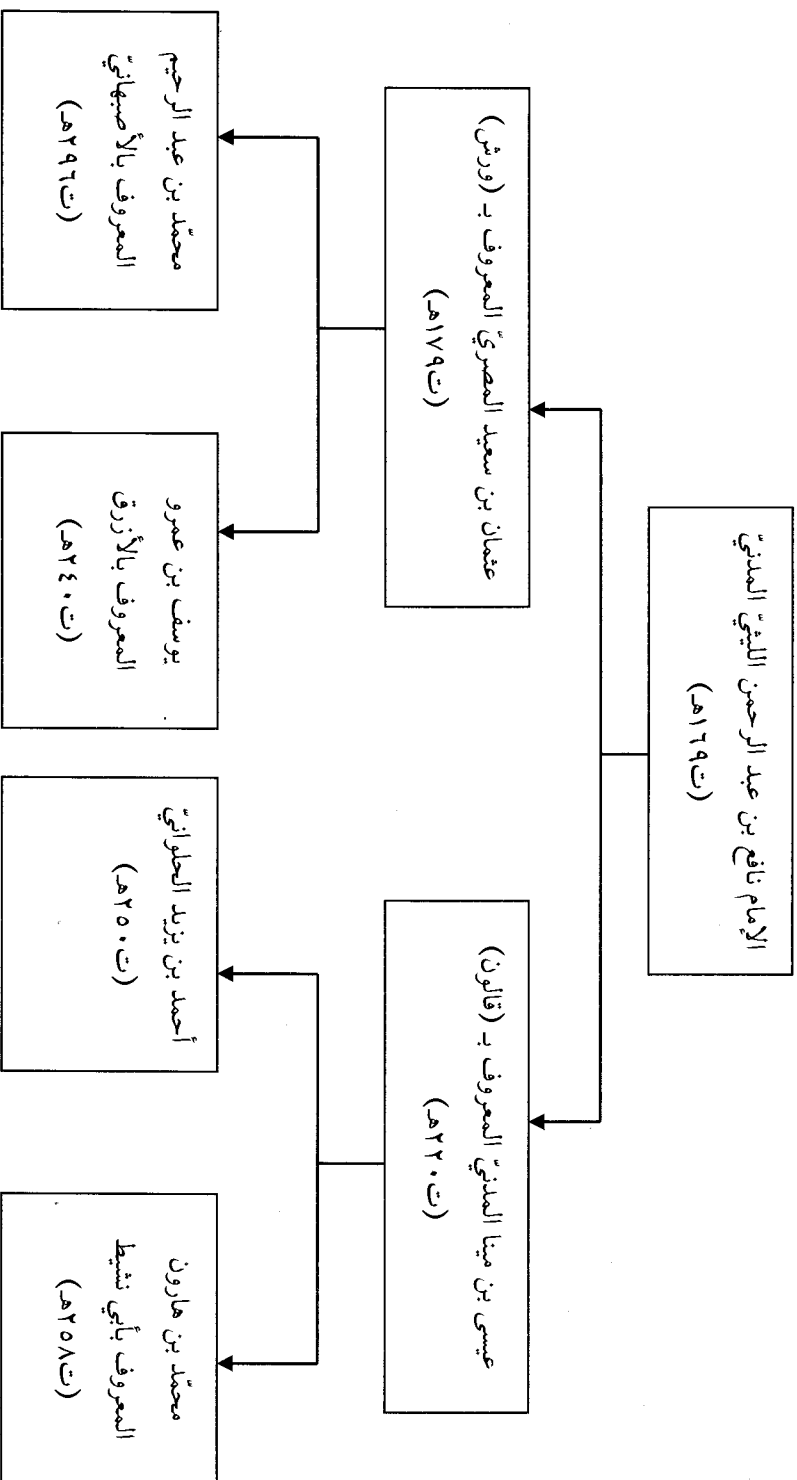 الإمام نافع بن عبد الرحمن الليثيّ المدنيّ
(ت١٦٩هـ)
عيسى بن مينا المدنيّ المعروف بـ (قالون)
(ت٢٢٠هـ)
عثمان بن سعيد المصريّ المعروف بـ (ورش)
(ت١٧٩هـ)
محمّد بن هارون
المعروف بأبي نشيط
(ت٢٥٨هـ)
أحمد بن يزيد الحلوانيّ
(ت٢٥٠هـ)
يوسف بن عمرو
المعروف بالأزرق
(ت٢٤٠هـ)
محمّد بن عبد الرحيم
المعروف بالأصبهانيّ
(ت٢٩٦هـ)